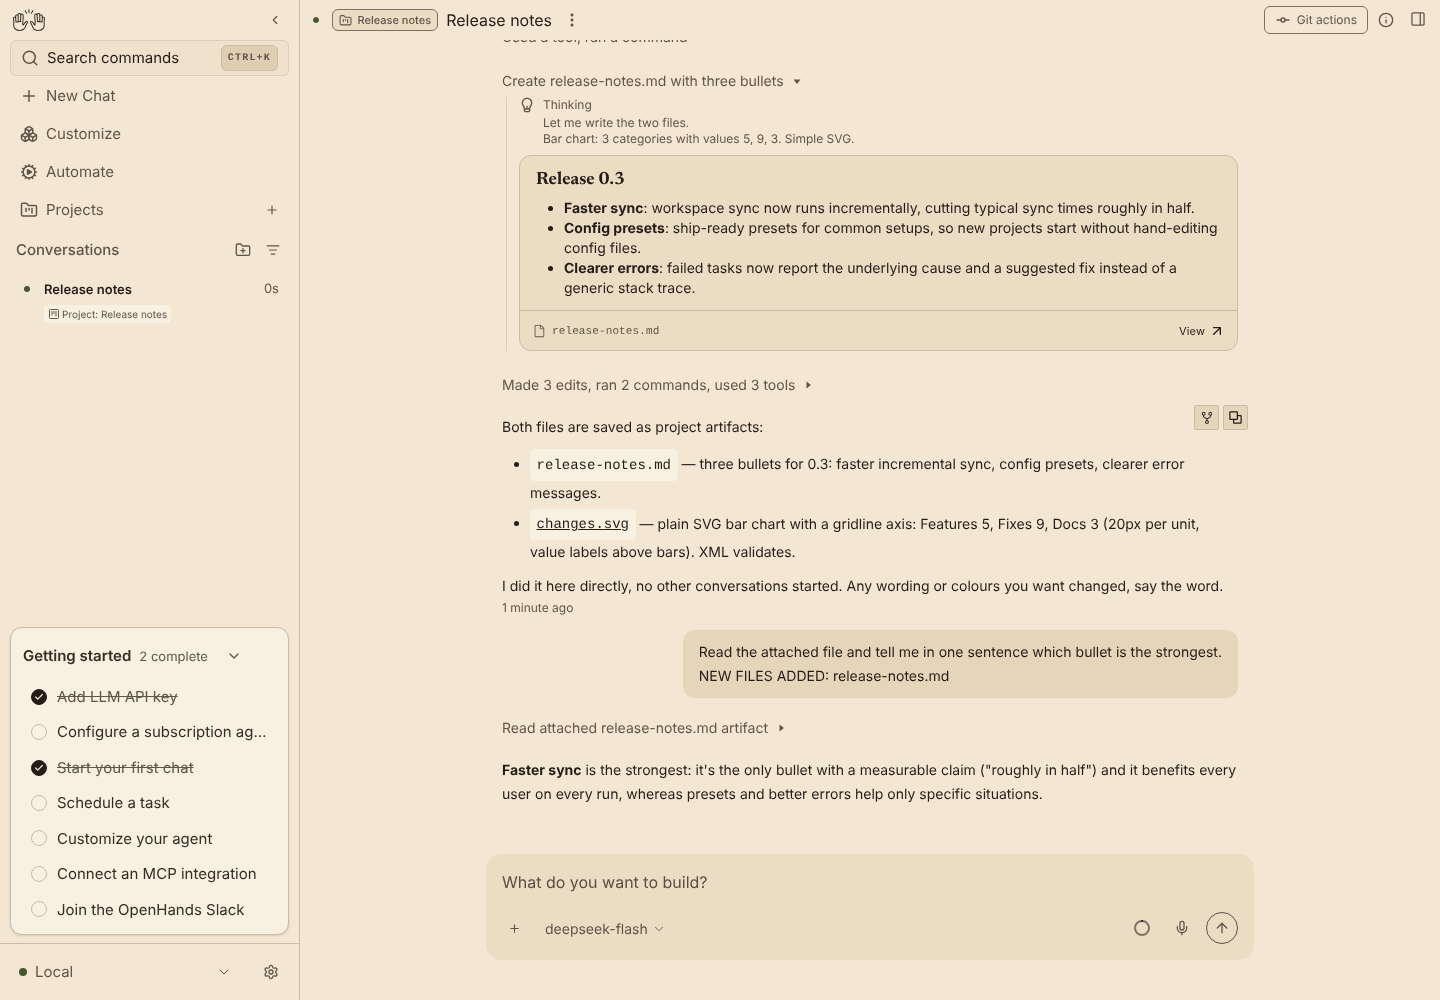 Search commands
CTRL+K
New Chat
Customize
Automate
Projects
Conversations
Release notes
0s
Project: Release notes
Getting started 2 complete
Add LLM API key
Configure a subscription ag...
Start your first chat
Schedule a task
Customize your agent
Connect an MCP integration
Join the OpenHands Slack
Local
Release notes
Release notes
Git actions
Used a tool, ran a command
Create release-notes.md with three bullets
Thinking
Let me write the two files.
Bar chart: 3 categories with values 5, 9, 3. Simple SVG.
Release 0.3
Faster sync: workspace sync now runs incrementally, cutting typical sync times roughly in half.
Config presets: ship-ready presets for common setups, so new projects start without hand-editing
config files.
Clearer errors: failed tasks now report the underlying cause and a suggested fix instead of a
generic stack trace.
release-notes.md
View
Made 3 edits, ran 2 commands, used 3 tools
Both files are saved as project artifacts:
release-notes.md — three bullets for 0.3: faster incremental sync, config presets, clearer error
messages.
changes.svg — plain SVG bar chart with a gridline axis: Features 5, Fixes 9, Docs 3 (20px per unit,
value labels above bars). XML validates.
I did it here directly, no other conversations started. Any wording or colours you want changed, say the word.
1 minute ago
Read the attached file and tell me in one sentence which bullet is the strongest.
NEW FILES ADDED: release-notes.md
Read attached release-notes.md artifact
Faster sync is the strongest: it's the only bullet with a measurable claim ("roughly in half") and it benefits every
user on every run, whereas presets and better errors help only specific situations.
What do you want to build?
deepseek-flash